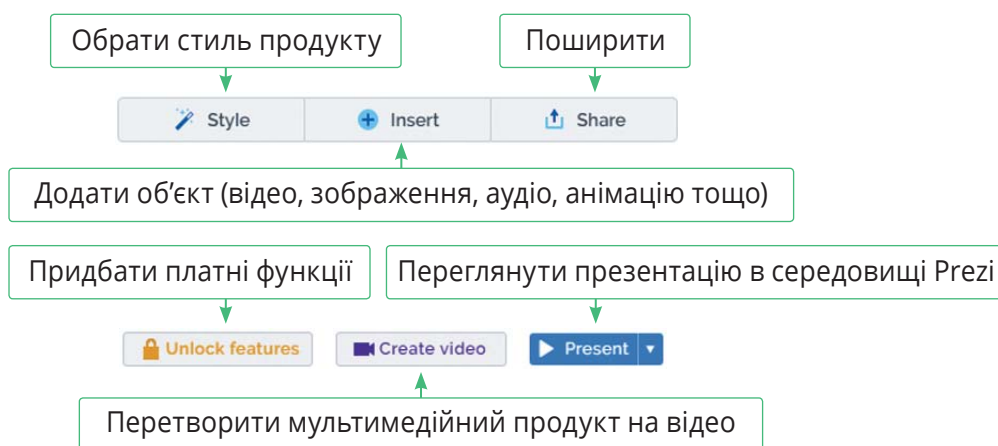 Обрати стиль продукту
Поширити
Style
Insert
Share
Додати об’єкт (відео, зображення, аудіо, анімацію тощо)
Придбати платні функції
Переглянути презентацію в середовищі Prezi
Unlock features
Create video
Present
Перетворити мультимедійний продукт на відео